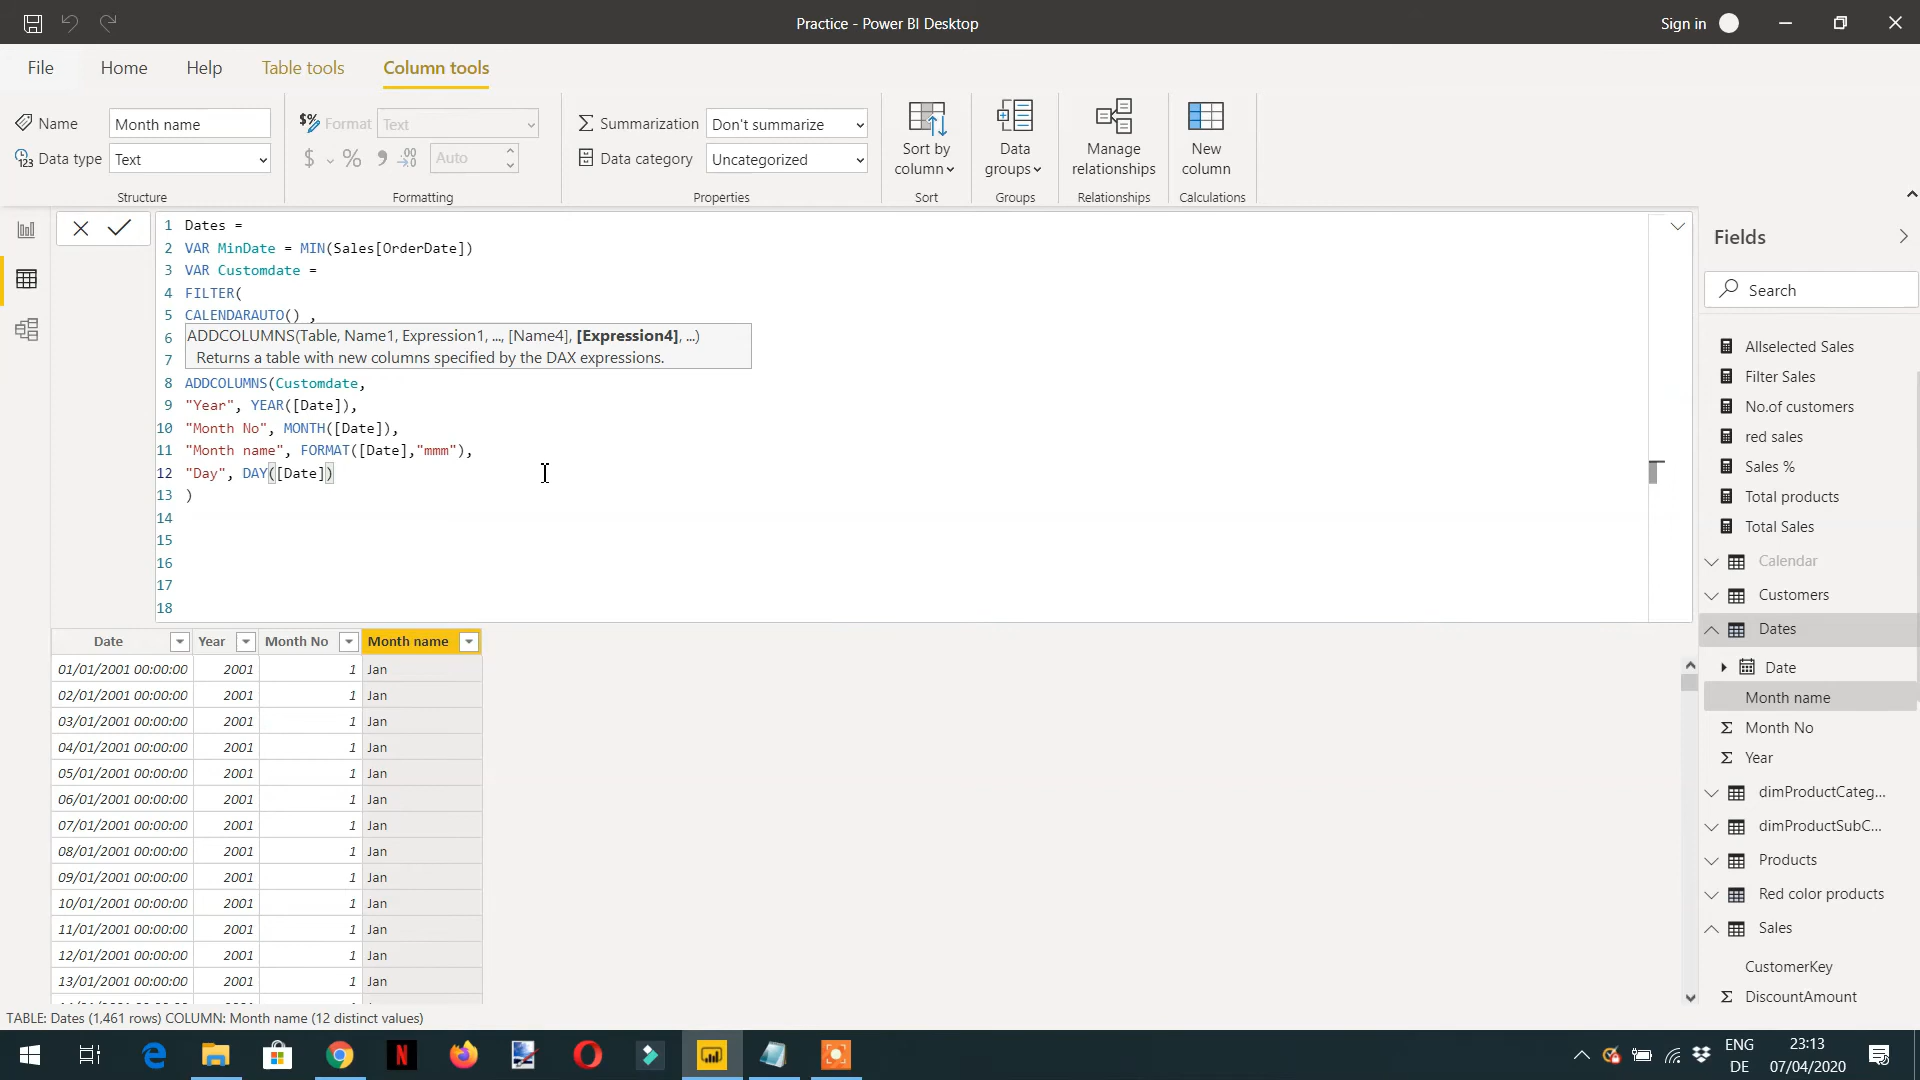 Practice - Power BI Desktop
Sign in
File Home Help Table tools Column tools
Name Month name
Data type Text
Structure
Format Text
$ % 9 .00 Auto
Formatting
Summarization Don't summarize
Data category Uncategorized
Properties
Sort by
column
Sort
Data
groups
Groups
Manage
relationships
Relationships
New
column
Calculations
1 Dates =
2 VAR MinDate = MIN(Sales[OrderDate])
3 VAR Customdate =
4 FILTER(
5 CALENDARAUTO() ,
6
7
ADDCOLUMNS(Table, Name1, Expression1, ..., [Name4], [Expression4], ...)
Returns a table with new columns specified by the DAX expressions.
8 ADDCOLUMNS(Customdate,
9 "Year", YEAR([Date]),
10 "Month No", MONTH([Date]),
11 "Month name", FORMAT([Date],"mmm"),
12 "Day", DAY([Date])
13 )
14
15
16
17
18
Date Year Month No Month name
01/01/2001 00:00:00 2001 1 Jan
02/01/2001 00:00:00 2001 1 Jan
03/01/2001 00:00:00 2001 1 Jan
04/01/2001 00:00:00 2001 1 Jan
05/01/2001 00:00:00 2001 1 Jan
06/01/2001 00:00:00 2001 1 Jan
07/01/2001 00:00:00 2001 1 Jan
08/01/2001 00:00:00 2001 1 Jan
09/01/2001 00:00:00 2001 1 Jan
10/01/2001 00:00:00 2001 1 Jan
11/01/2001 00:00:00 2001 1 Jan
12/01/2001 00:00:00 2001 1 Jan
13/01/2001 00:00:00 2001 1 Jan
Fields
Search
Allselected Sales
Filter Sales
No.of customers
red sales
Sales %
Total products
Total Sales
Calendar
Customers
Dates
Date
Month name
Month No
Year
dimProductCateg...
dimProductSubC...
Products
Red color products
Sales
CustomerKey
DiscountAmount
TABLE: Dates (1,461 rows) COLUMN: Month name (12 distinct values)
ENG
DE
23:13
07/04/2020